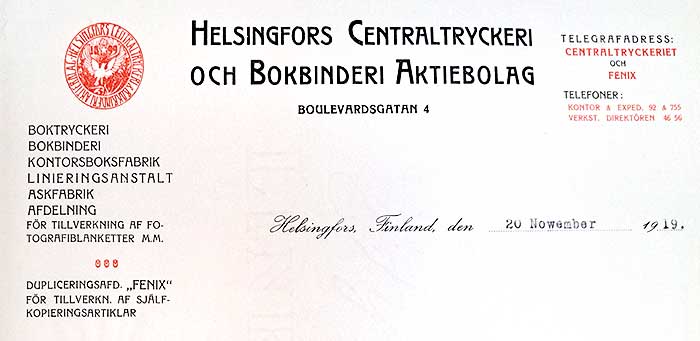 HELSINGFORS CENTRALTRYCKERI
OCH BOKBINDERI AKTIEBOLAG
BOULEVARDSGATAN 4
TELEGRAFADRESS:
CENTRALTRYCKERIET
OCH
FENIX
TELEFONER:
KONTOR & EXPED. 92 & 755
VERKST. DIREKTÖREN 46 56
BOKTRYCKERI
BOKBINDERI
KONTORSBOKSFABRIK
LINIERINGSANSTALT
ASKFABRIK
AFDELNING
FÖR TILLVERKNING AF FO-
TOGRAFIBLANKETTER M.M.
DUPLICERINGSAFD. „FENIX"
FÖR TILLVERKN. AF SJÄLF-
KOPIERINGSARTIKLAR
Helsingfors, Finland, den 20 Nowember 1919.